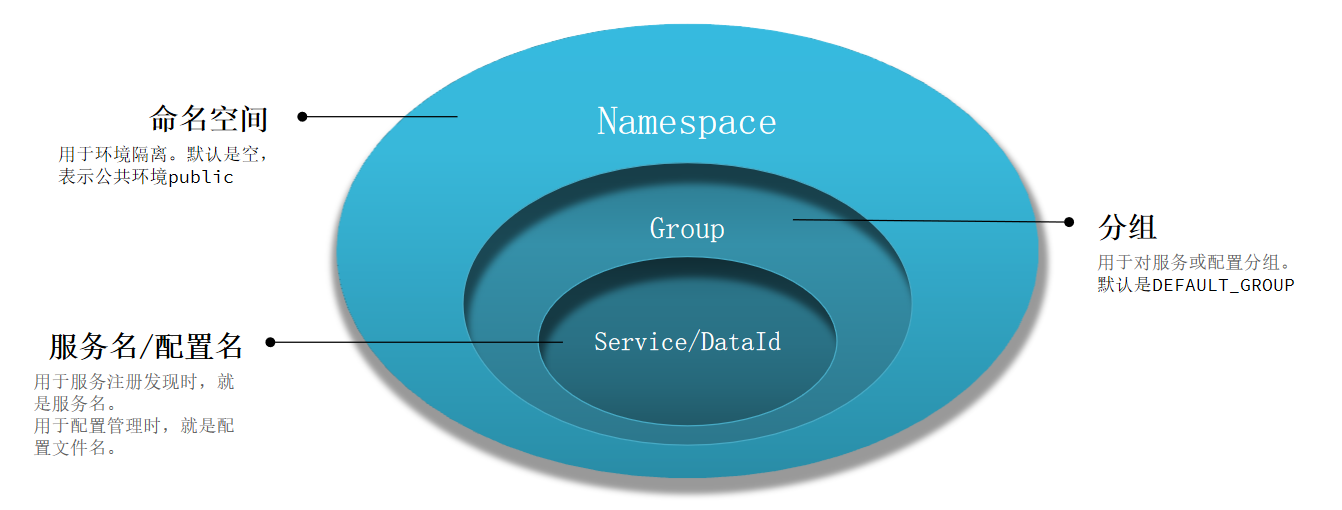 Namespace
命名空间
用于环境隔离。默认是空，
表示公共环境public
Group
分组
用于对服务或配置分组。
默认是DEFAULT_GROUP
Service/DataId
服务名/配置名
用于服务注册发现时，就
是服务名。
用于配置管理时，就是配
置文件名。